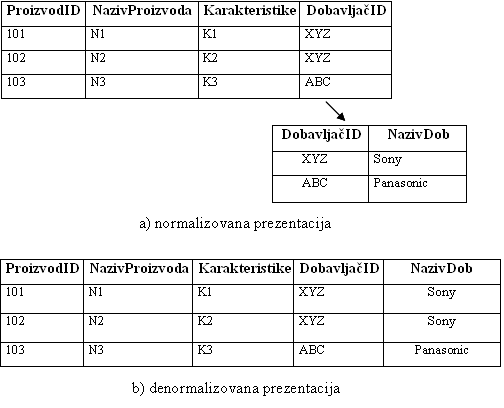 ProizvodID NazivProizvoda Karakteristike DobavljačID
101 N1 K1 XYZ
102 N2 K2 XYZ
103 N3 K3 ABC
DobavljačID NazivDob
XYZ Sony
ABC Panasonic
a) normalizovana prezentacija
ProizvodID NazivProizvoda Karakteristike DobavljačID NazivDob
101 N1 K1 XYZ Sony
102 N2 K2 XYZ Sony
103 N3 K3 ABC Panasonic
b) denormalizovana prezentacija